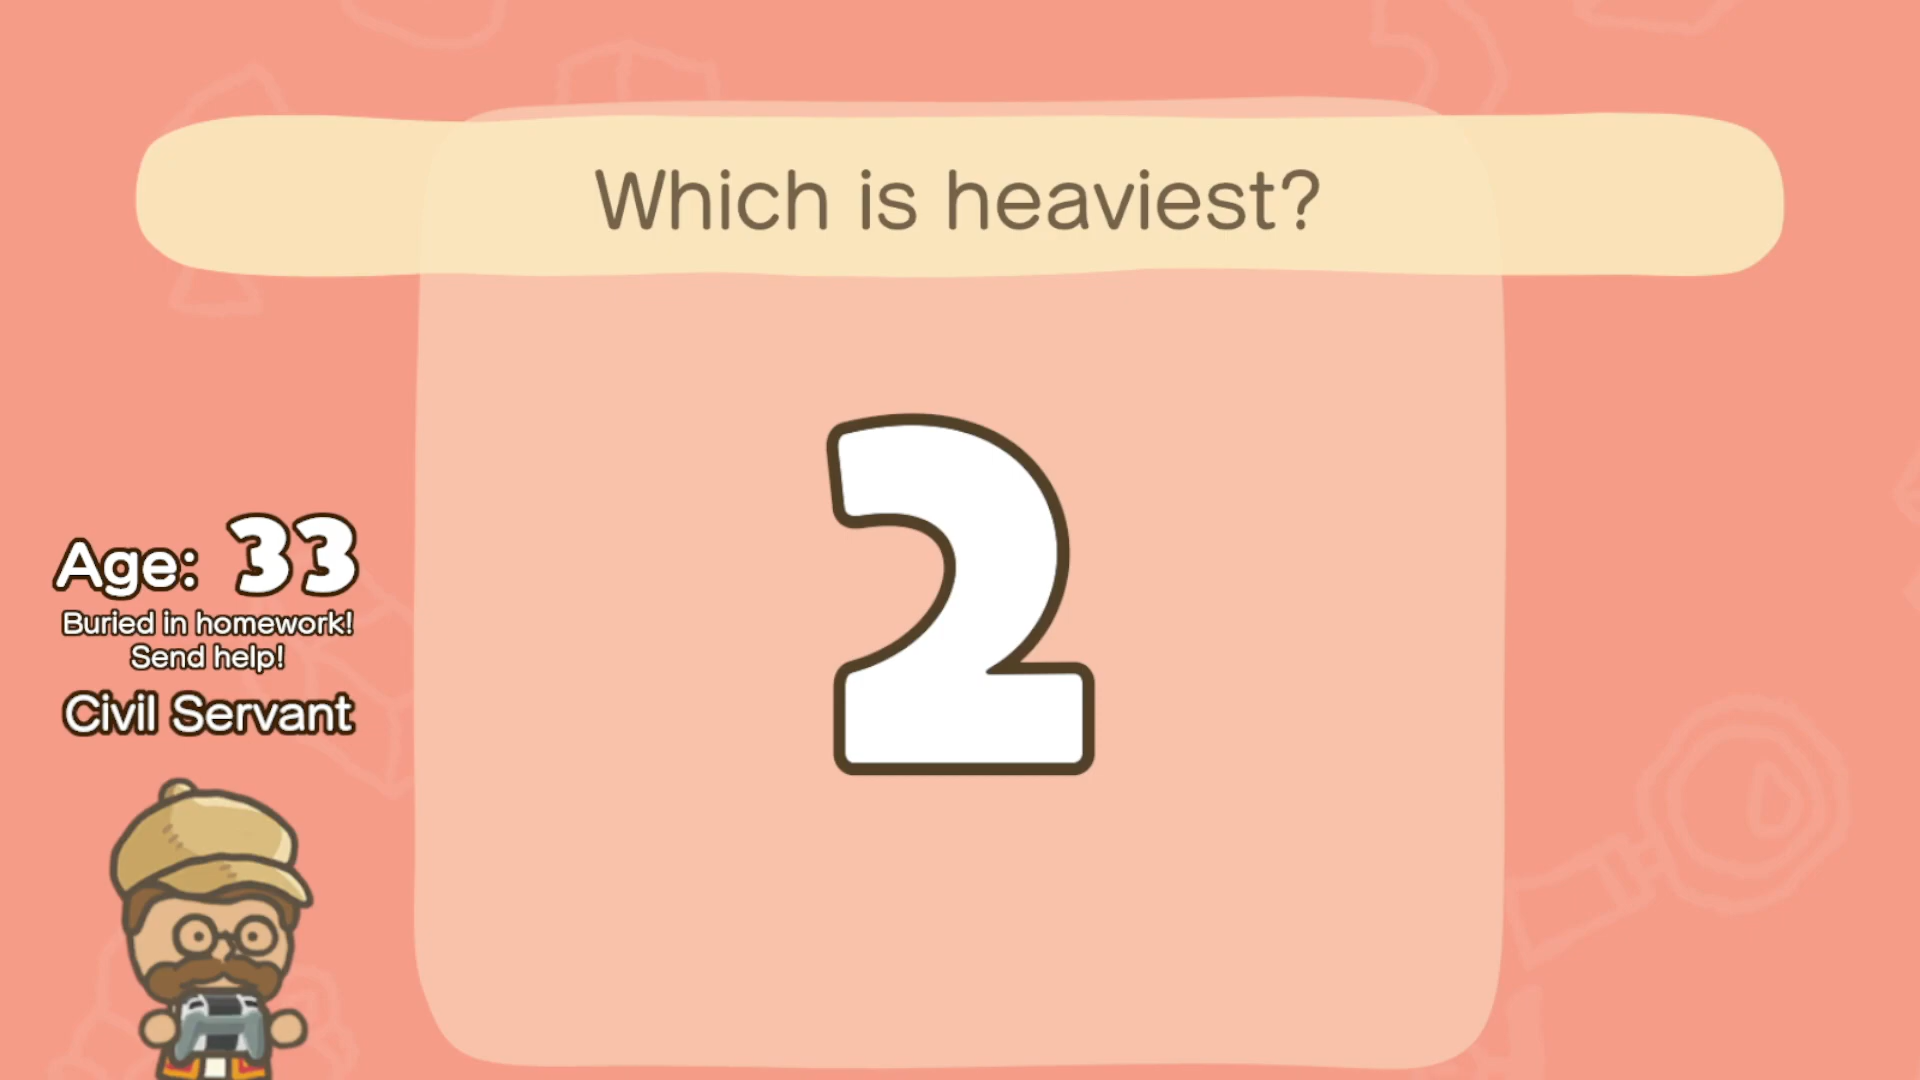 Which is heaviest?
2
Age: 33
Buried in homework!
Send help!
Civil Servant